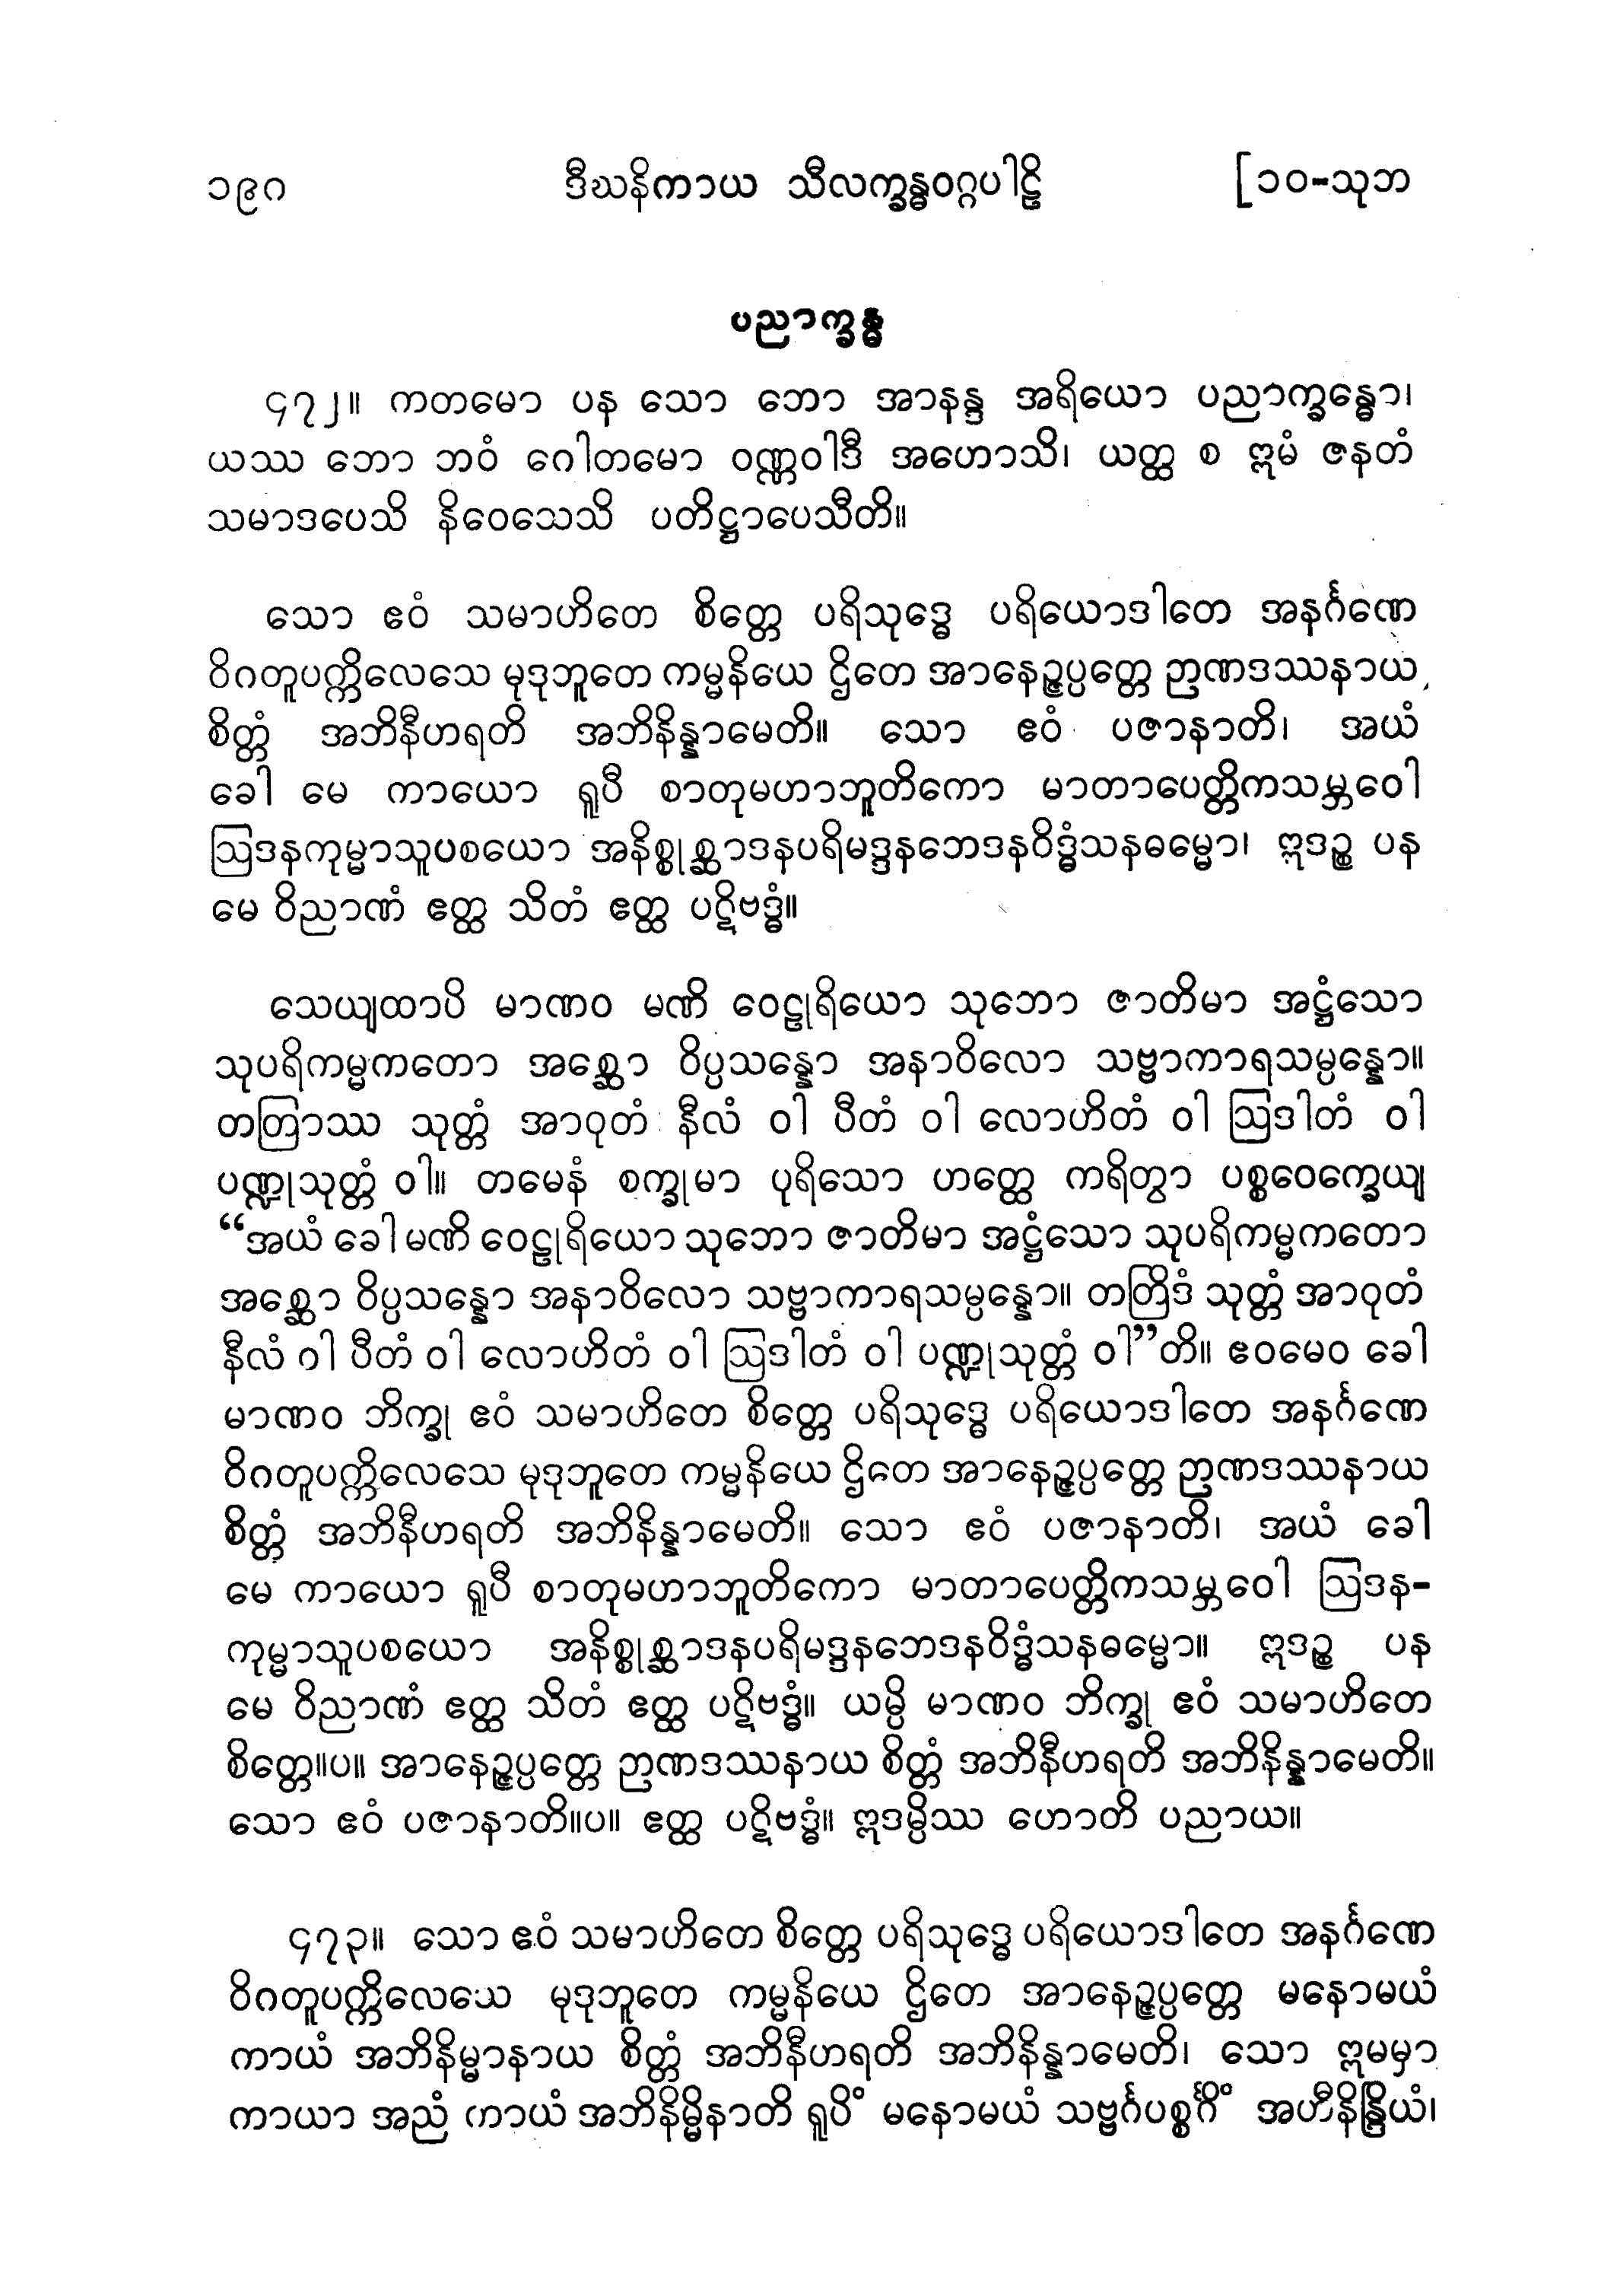 ၁၉၈ ဒီဃနိကာယ သီလက္ခန္ဓဝဂ္ဂပါဠိ [၁၀-သုဘ
ပညာက္ခန္ဓ
၄၇၂။ ကတမော ပန သော ဘော အာနန္ဒ အရိယော ပညာက္ခန္ဓော၊
ယဿ ဘော ဘဝံ ဂေါတမော ဝဏ္ဏဝါဒီ အဟောသိ၊ ယတ္ထ စ ဣမံ ဇနတံ
သမာဒပေသိ နိဝေသေသိ ပတိဋ္ဌာပေသီတိ။
သော ဧဝံ သမာဟိတေ စိတ္တေ ပရိသုဒ္ဓေ ပရိယောဒါတေ အနင်္ဂဏေ
ဝိဂတူပက္ကိလေသေ မုဒုဘူတေ ကမ္မနိယေ ဌိတေ အာနေဉ္ဇပ္ပတ္တေ ဉာဏဒဿနာယ
စိတ္တံ အဘိနီဟရတိ အဘိနိန္နာမေတိ။ သော ဧဝံ ပဇာနာတိ၊ အယံ
ခေါ မေ ကာယော ရူပီ စာတုမဟာဘူတိကော မာတာပေတ္တိကသမ္ဘဝေါ
ဩဒနကုမ္မာသူပစယော အနိစ္စုစ္ဆာဒနပရိမဒ္ဒနဘေဒနဝိဒ္ဓံသနဓမ္မော၊ ဣဒဉ္စ ပန
မေ ဝိညာဏံ ဧတ္ထ သိတံ ဧတ္ထ ပဋိဗဒ္ဓံ။
သေယျထာပိ မာဏဝ မဏိ ဝေဠုရိယော သုဘော ဇာတိမာ အဋ္ဌံသော
သုပရိကမ္မကတော အစ္ဆော ဝိပ္ပသန္နော အနာဝိလော သဗ္ဗာကာရသမ္ပန္နော။
တတြာဿ သုတ္တံ အာဝုတံ နီလံ ဝါ ပီတံ ဝါ လောဟိတံ ဝါ ဩဒါတံ ဝါ
ပဏ္ဍုသုတ္တံ ဝါ။ တမေနံ စက္ခုမာ ပုရိသော ဟတ္ထေ ကရိတွာ ပစ္စဝေက္ခေယျ
“အယံ ခေါ မဏိ ဝေဠုရိယော သုဘော ဇာတိမာ အဋ္ဌံသော သုပရိကမ္မကတော
အစ္ဆော ဝိပ္ပသန္နော အနာဝိလော သဗ္ဗာကာရသမ္ပန္နော။ တတြိဒံ သုတ္တံ အာဝုတံ
နီလံ ဝါ ပီတံ ဝါ လောဟိတံ ဝါ ဩဒါတံ ဝါ ပဏ္ဍုသုတ္တံ ဝါ”တိ။ ဧဝမေဝ ခေါ
မာဏဝ ဘိက္ခု ဧဝံ သမာဟိတေ စိတ္တေ ပရိသုဒ္ဓေ ပရိယောဒါတေ အနင်္ဂဏေ
ဝိဂတူပက္ကိလေသေ မုဒုဘူတေ ကမ္မနိယေ ဌိတေ အာနေဉ္ဇပ္ပတ္တေ ဉာဏဒဿနာယ
စိတ္တံ အဘိနီဟရတိ အဘိနိန္နာမေတိ။ သော ဧဝံ ပဇာနာတိ၊ အယံ ခေါ
မေ ကာယော ရူပီ စာတုမဟာဘူတိကော မာတာပေတ္တိကသမ္ဘဝေါ ဩဒန-
ကုမ္မာသူပစယော အနိစ္စုစ္ဆာဒနပရိမဒ္ဒနဘေဒနဝိဒ္ဓံသနဓမ္မော။ ဣဒဉ္စ ပန
မေ ဝိညာဏံ ဧတ္ထ သိတံ ဧတ္ထ ပဋိဗဒ္ဓံ။ ယမ္ပိ မာဏဝ ဘိက္ခု ဧဝံ သမာဟိတေ
စိတ္တေ။ပ။ အာနေဉ္ဇပ္ပတ္တေ ဉာဏဒဿနာယ စိတ္တံ အဘိနီဟရတိ အဘိနိန္နာမေတိ။
သော ဧဝံ ပဇာနာတိ။ပ။ ဧတ္ထ ပဋိဗဒ္ဓံ။ ဣဒမ္ပိဿ ဟောတိ ပညာယ။
၄၇၃။ သော ဧဝံ သမာဟိတေ စိတ္တေ ပရိသုဒ္ဓေ ပရိယောဒါတေ အနင်္ဂဏေ
ဝိဂတူပက္ကိလေသေ မုဒုဘူတေ ကမ္မနိယေ ဌိတေ အာနေဉ္ဇပ္ပတ္တေ မနောမယံ
ကာယံ အဘိနိမ္မာနာယ စိတ္တံ အဘိနီဟရတိ အဘိနိန္နာမေတိ၊ သော ဣမမှာ
ကာယာ အညံ ကာယံ အဘိနိမ္မိနာတိ ရူပိံ မနောမယံ သဗ္ဗင်္ဂပစ္စင်္ဂိံ အဟီနိန္ဒြိယံ၊